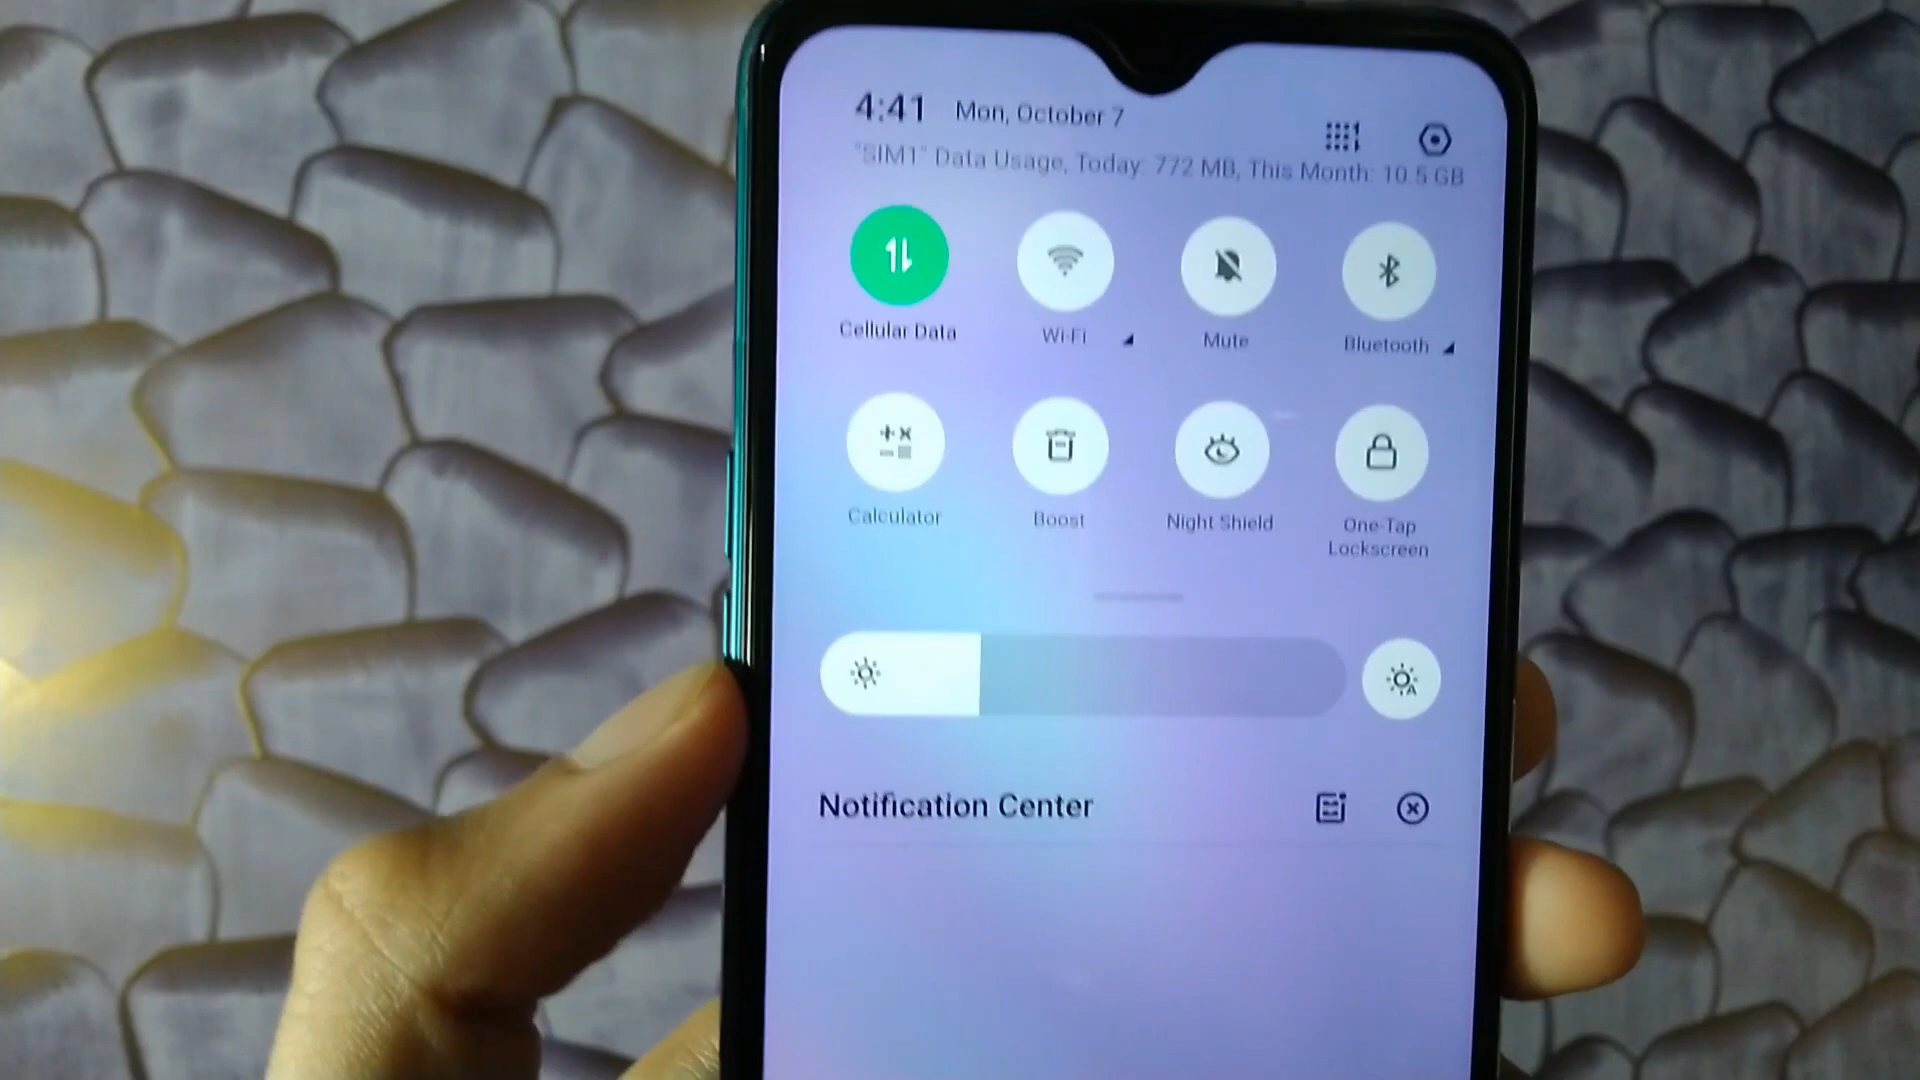 4:41 Mon, October 7
"SIM1" Data Usage, Today: 772 MB, This Month: 10.5 GB
Cellular Data
Wi-Fi
Mute
Bluetooth
Calculator
Boost
Night Shield
One-Tap
Lockscreen
Notification Center